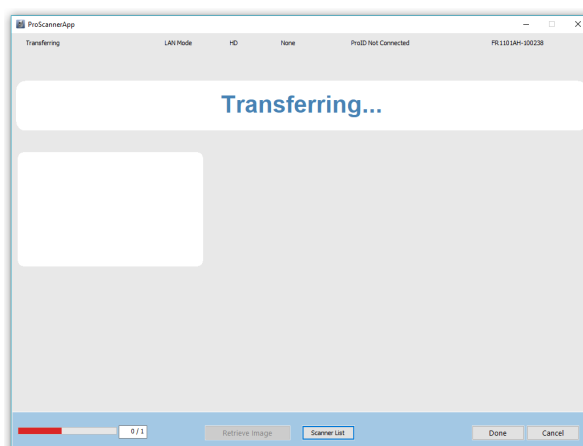 ProScannerApp
Transferring LAN Mode HD None ProID Not Connected FR1101AH-100238
Transferring...
0 / 1 Retrieve Image Scanner List Done Cancel